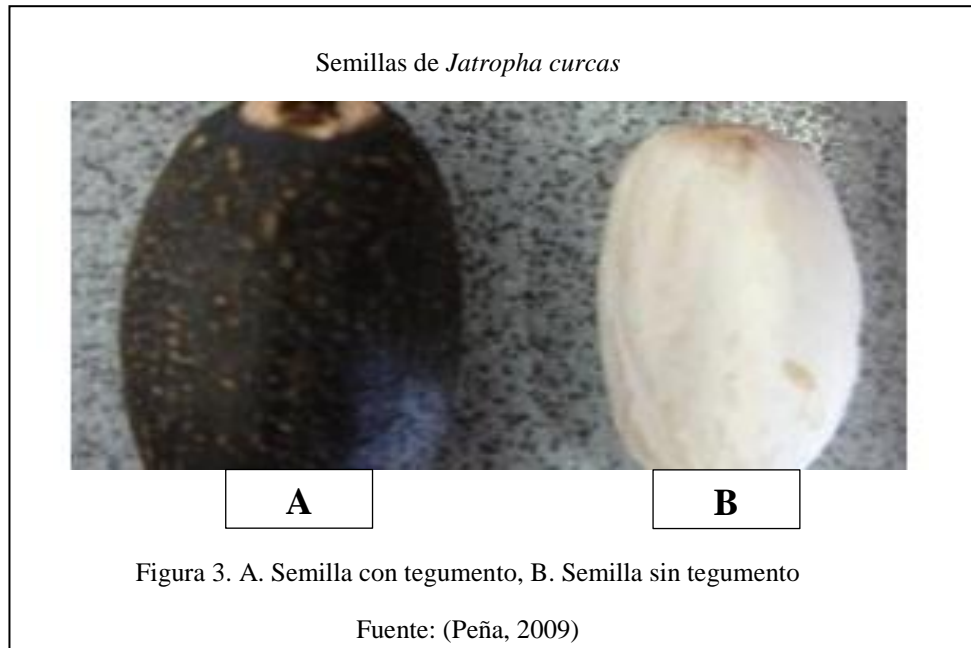 Semillas de Jatropha curcas
A
B
Figura 3. A. Semilla con tegumento, B. Semilla sin tegumento
Fuente: (Peña, 2009)